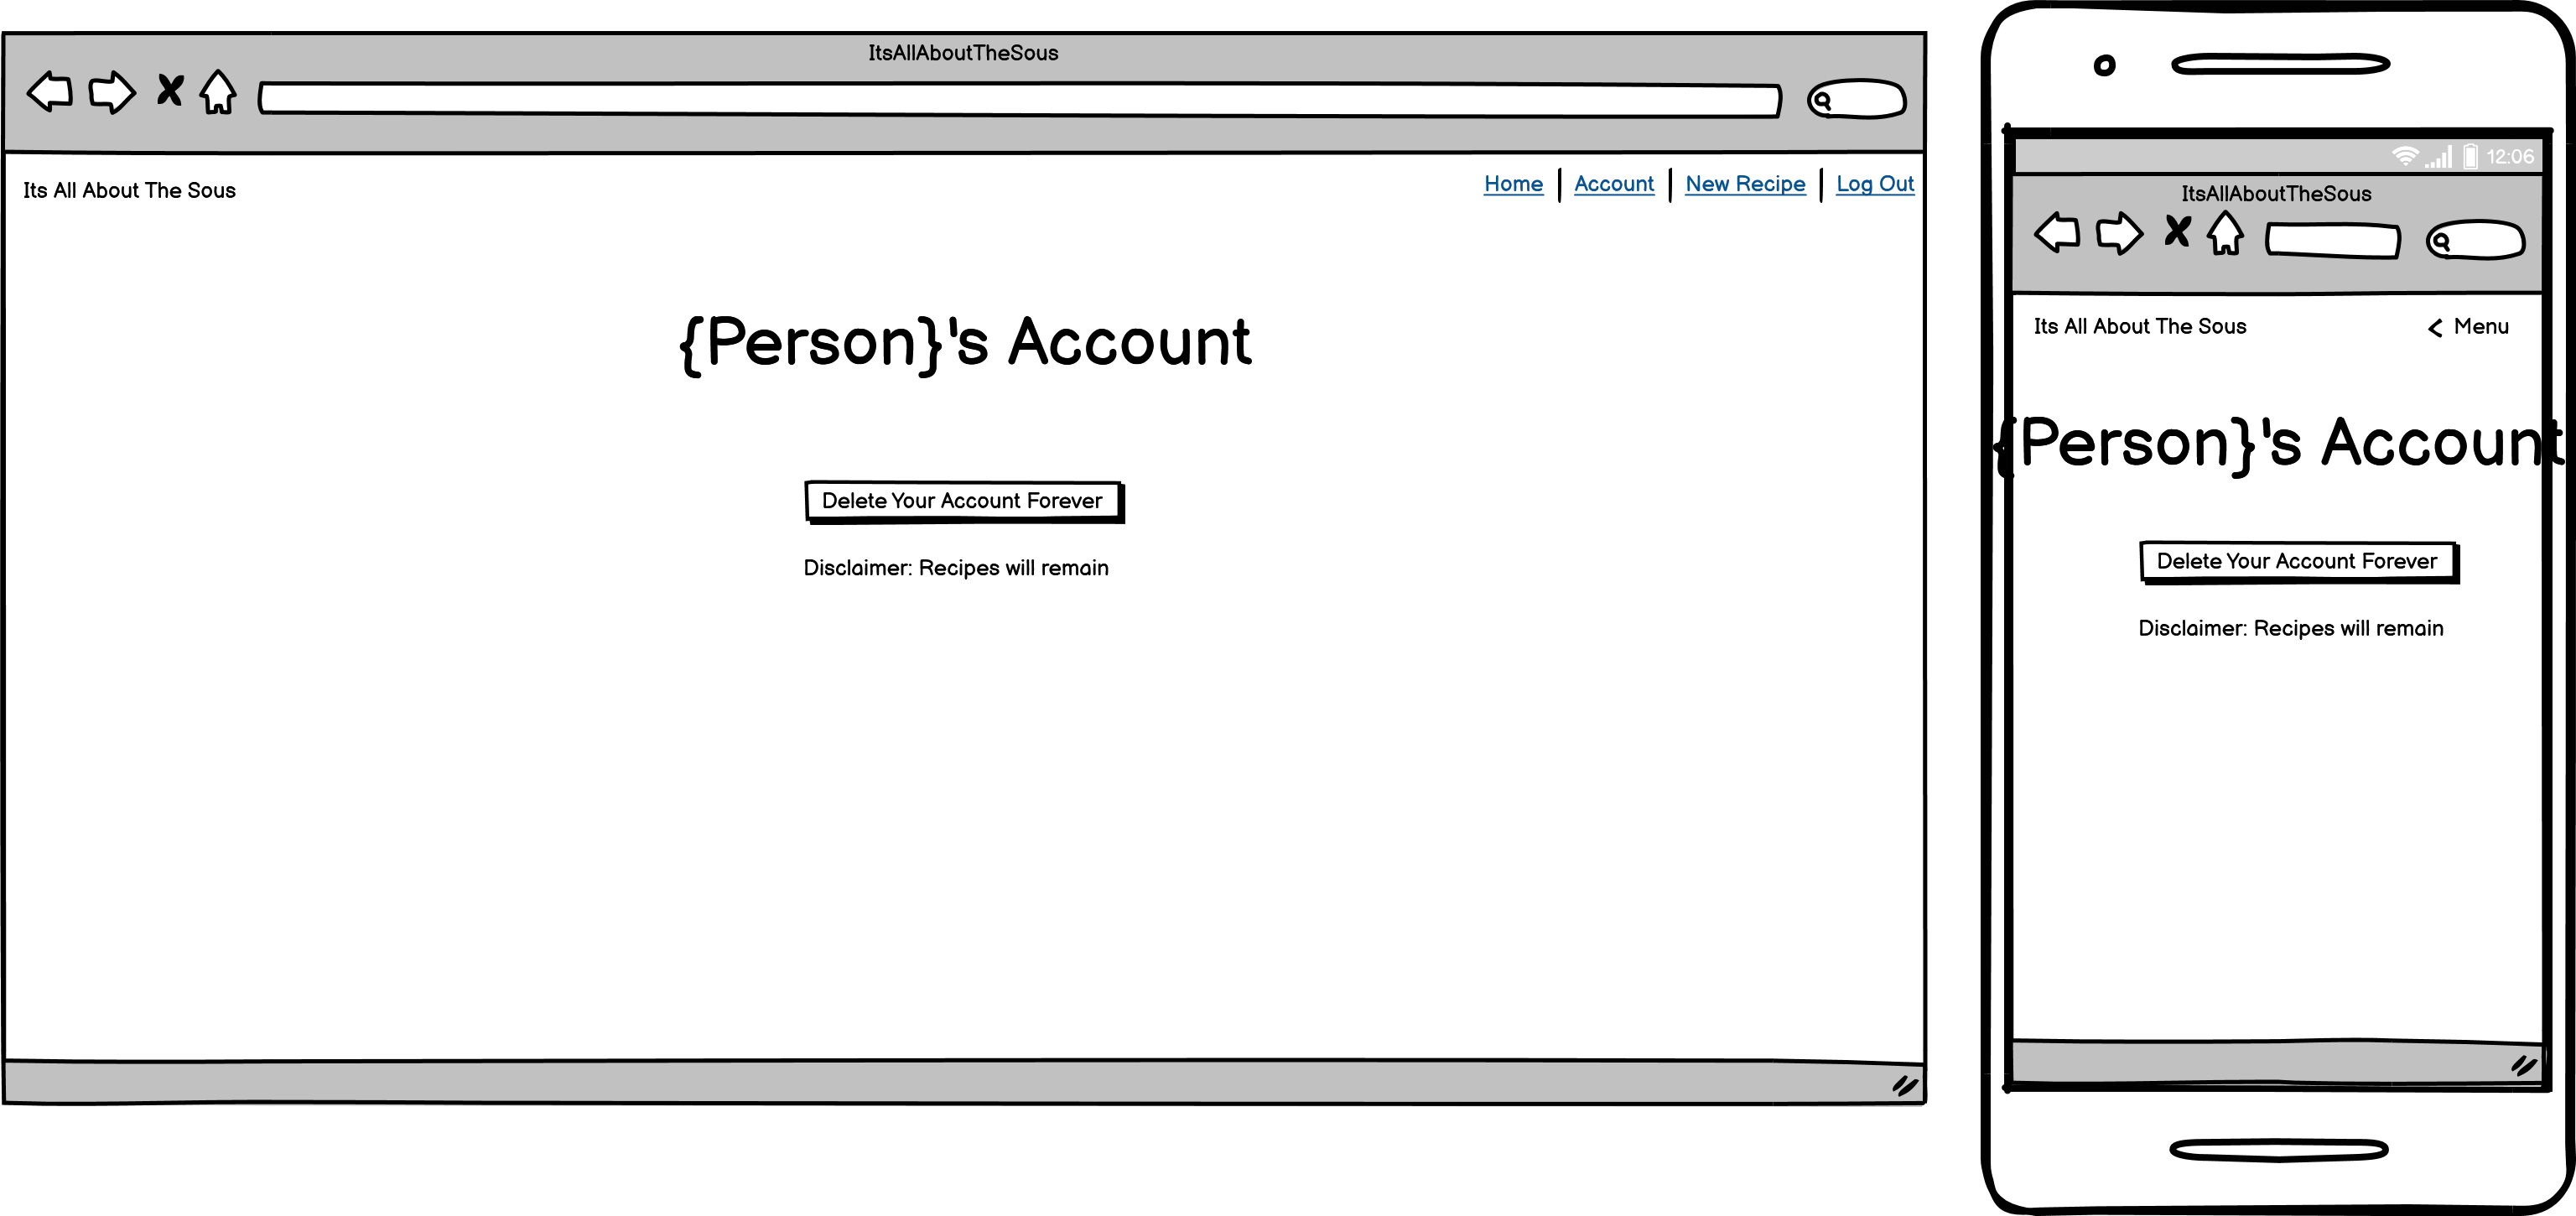 ItsAllAboutTheSous
Its All About The Sous
Home | Account | New Recipe | Log Out
{Person}'s Account
Delete Your Account Forever
Disclaimer: Recipes will remain
12:06
ItsAllAboutTheSous
Its All About The Sous
< Menu
{Person}'s Account
Delete Your Account Forever
Disclaimer: Recipes will remain